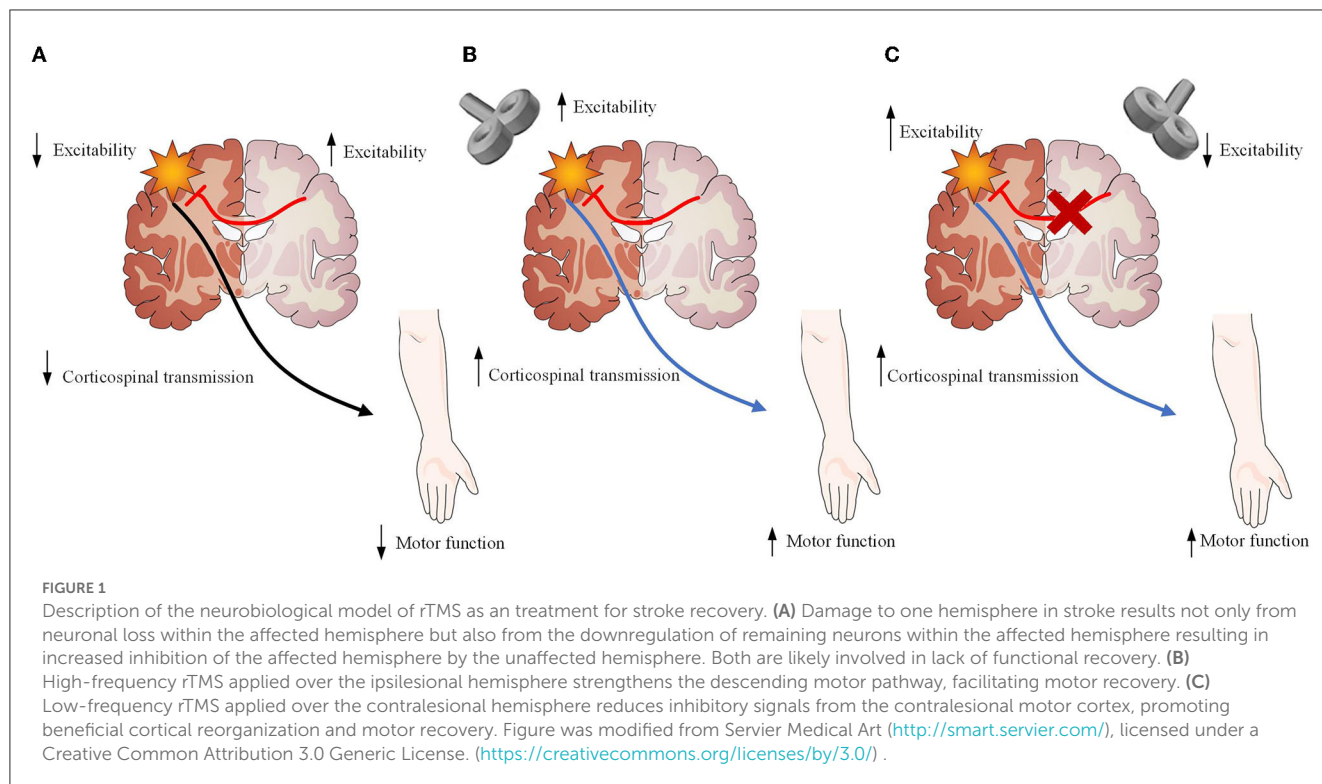 A
↓ Excitability
↑ Excitability
↓ Corticospinal transmission
↓ Motor function
B
↑ Excitability
↑ Corticospinal transmission
↑ Motor function
C
↑ Excitability
↓ Excitability
↑ Corticospinal transmission
↑ Motor function
FIGURE 1
Description of the neurobiological model of rTMS as an treatment for stroke recovery. (A) Damage to one hemisphere in stroke results not only from
neuronal loss within the affected hemisphere but also from the downregulation of remaining neurons within the affected hemisphere resulting in
increased inhibition of the affected hemisphere by the unaffected hemisphere. Both are likely involved in lack of functional recovery. (B)
High-frequency rTMS applied over the ipsilesional hemisphere strengthens the descending motor pathway, facilitating motor recovery. (C)
Low-frequency rTMS applied over the contralesional hemisphere reduces inhibitory signals from the contralesional motor cortex, promoting
beneficial cortical reorganization and motor recovery. Figure was modified from Servier Medical Art (http://smart.servier.com/), licensed under a
Creative Common Attribution 3.0 Generic License. (https://creativecommons.org/licenses/by/3.0/) .